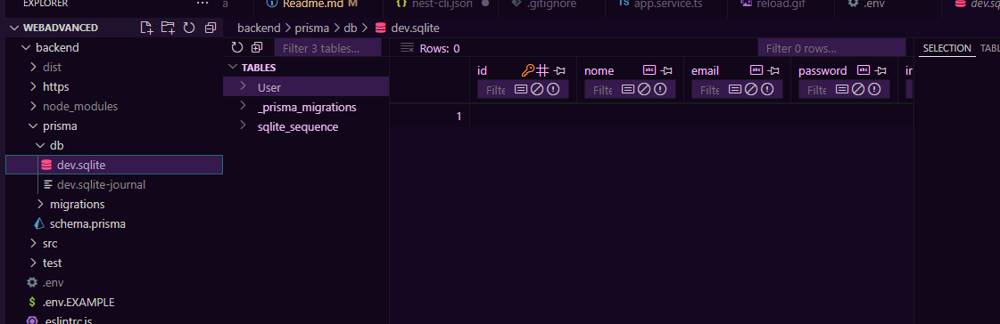 EXPLORER ...
a Readme.md M nest-cli.json .gitignore TS app.service.ts reload.gif .env dev.sq
WEBADVANCED
backend
dist
https
node_modules
prisma
db
dev.sqlite
dev.sqlite-journal
migrations
schema.prisma
src
test
.env
$ .env.EXAMPLE
.eslintrc.js
backend > prisma > db > dev.sqlite
Filter 3 tables...
TABLES
User
_prisma_migrations
sqlite_sequence
Rows: 0
Filter 0 rows...
id nome email password
Filte Filte Filte Filte
1
SELECTION TABL